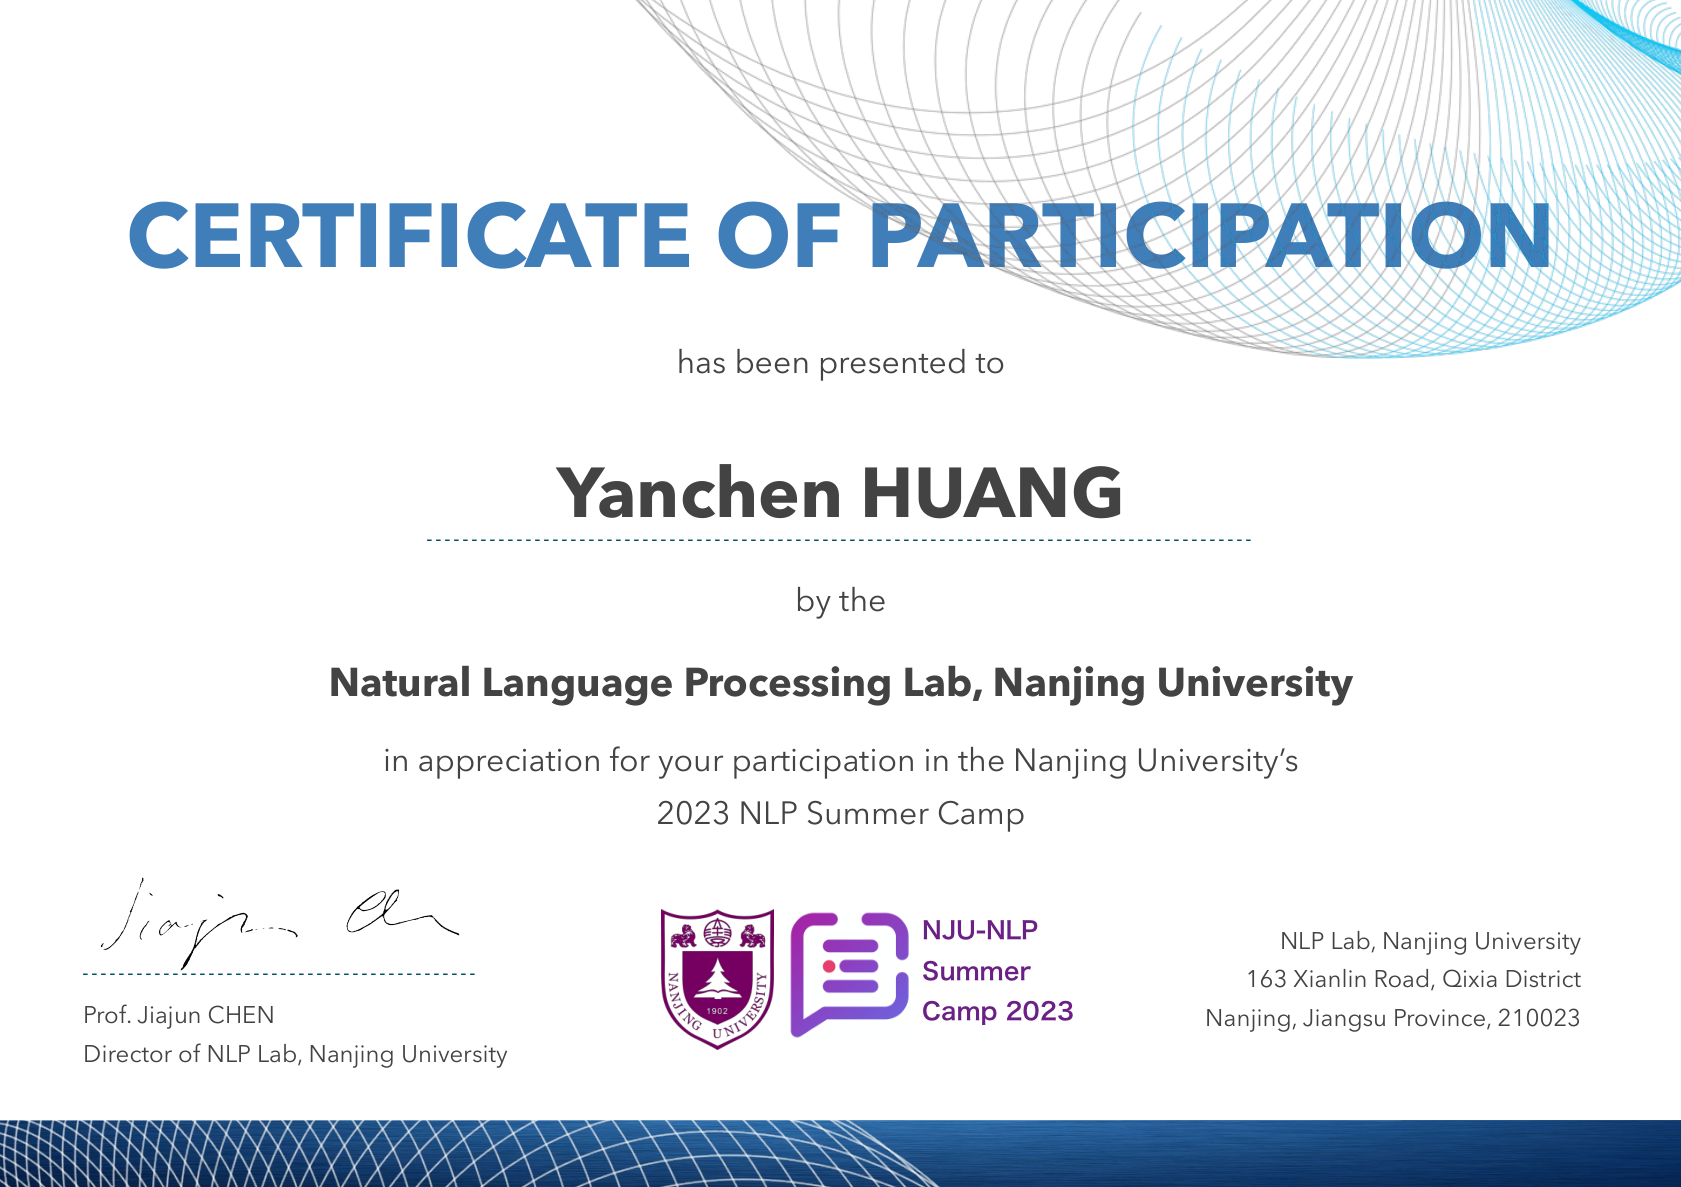 CERTIFICATE OF PARTICIPATION
has been presented to
Yanchen HUANG
by the
Natural Language Processing Lab, Nanjing University
in appreciation for your participation in the Nanjing University’s
2023 NLP Summer Camp
Jiajun Chen
Prof. Jiajun CHEN
Director of NLP Lab, Nanjing University
NANJING UNIVERSITY
1902
NJU-NLP
Summer
Camp 2023
NLP Lab, Nanjing University
163 Xianlin Road, Qixia District
Nanjing, Jiangsu Province, 210023